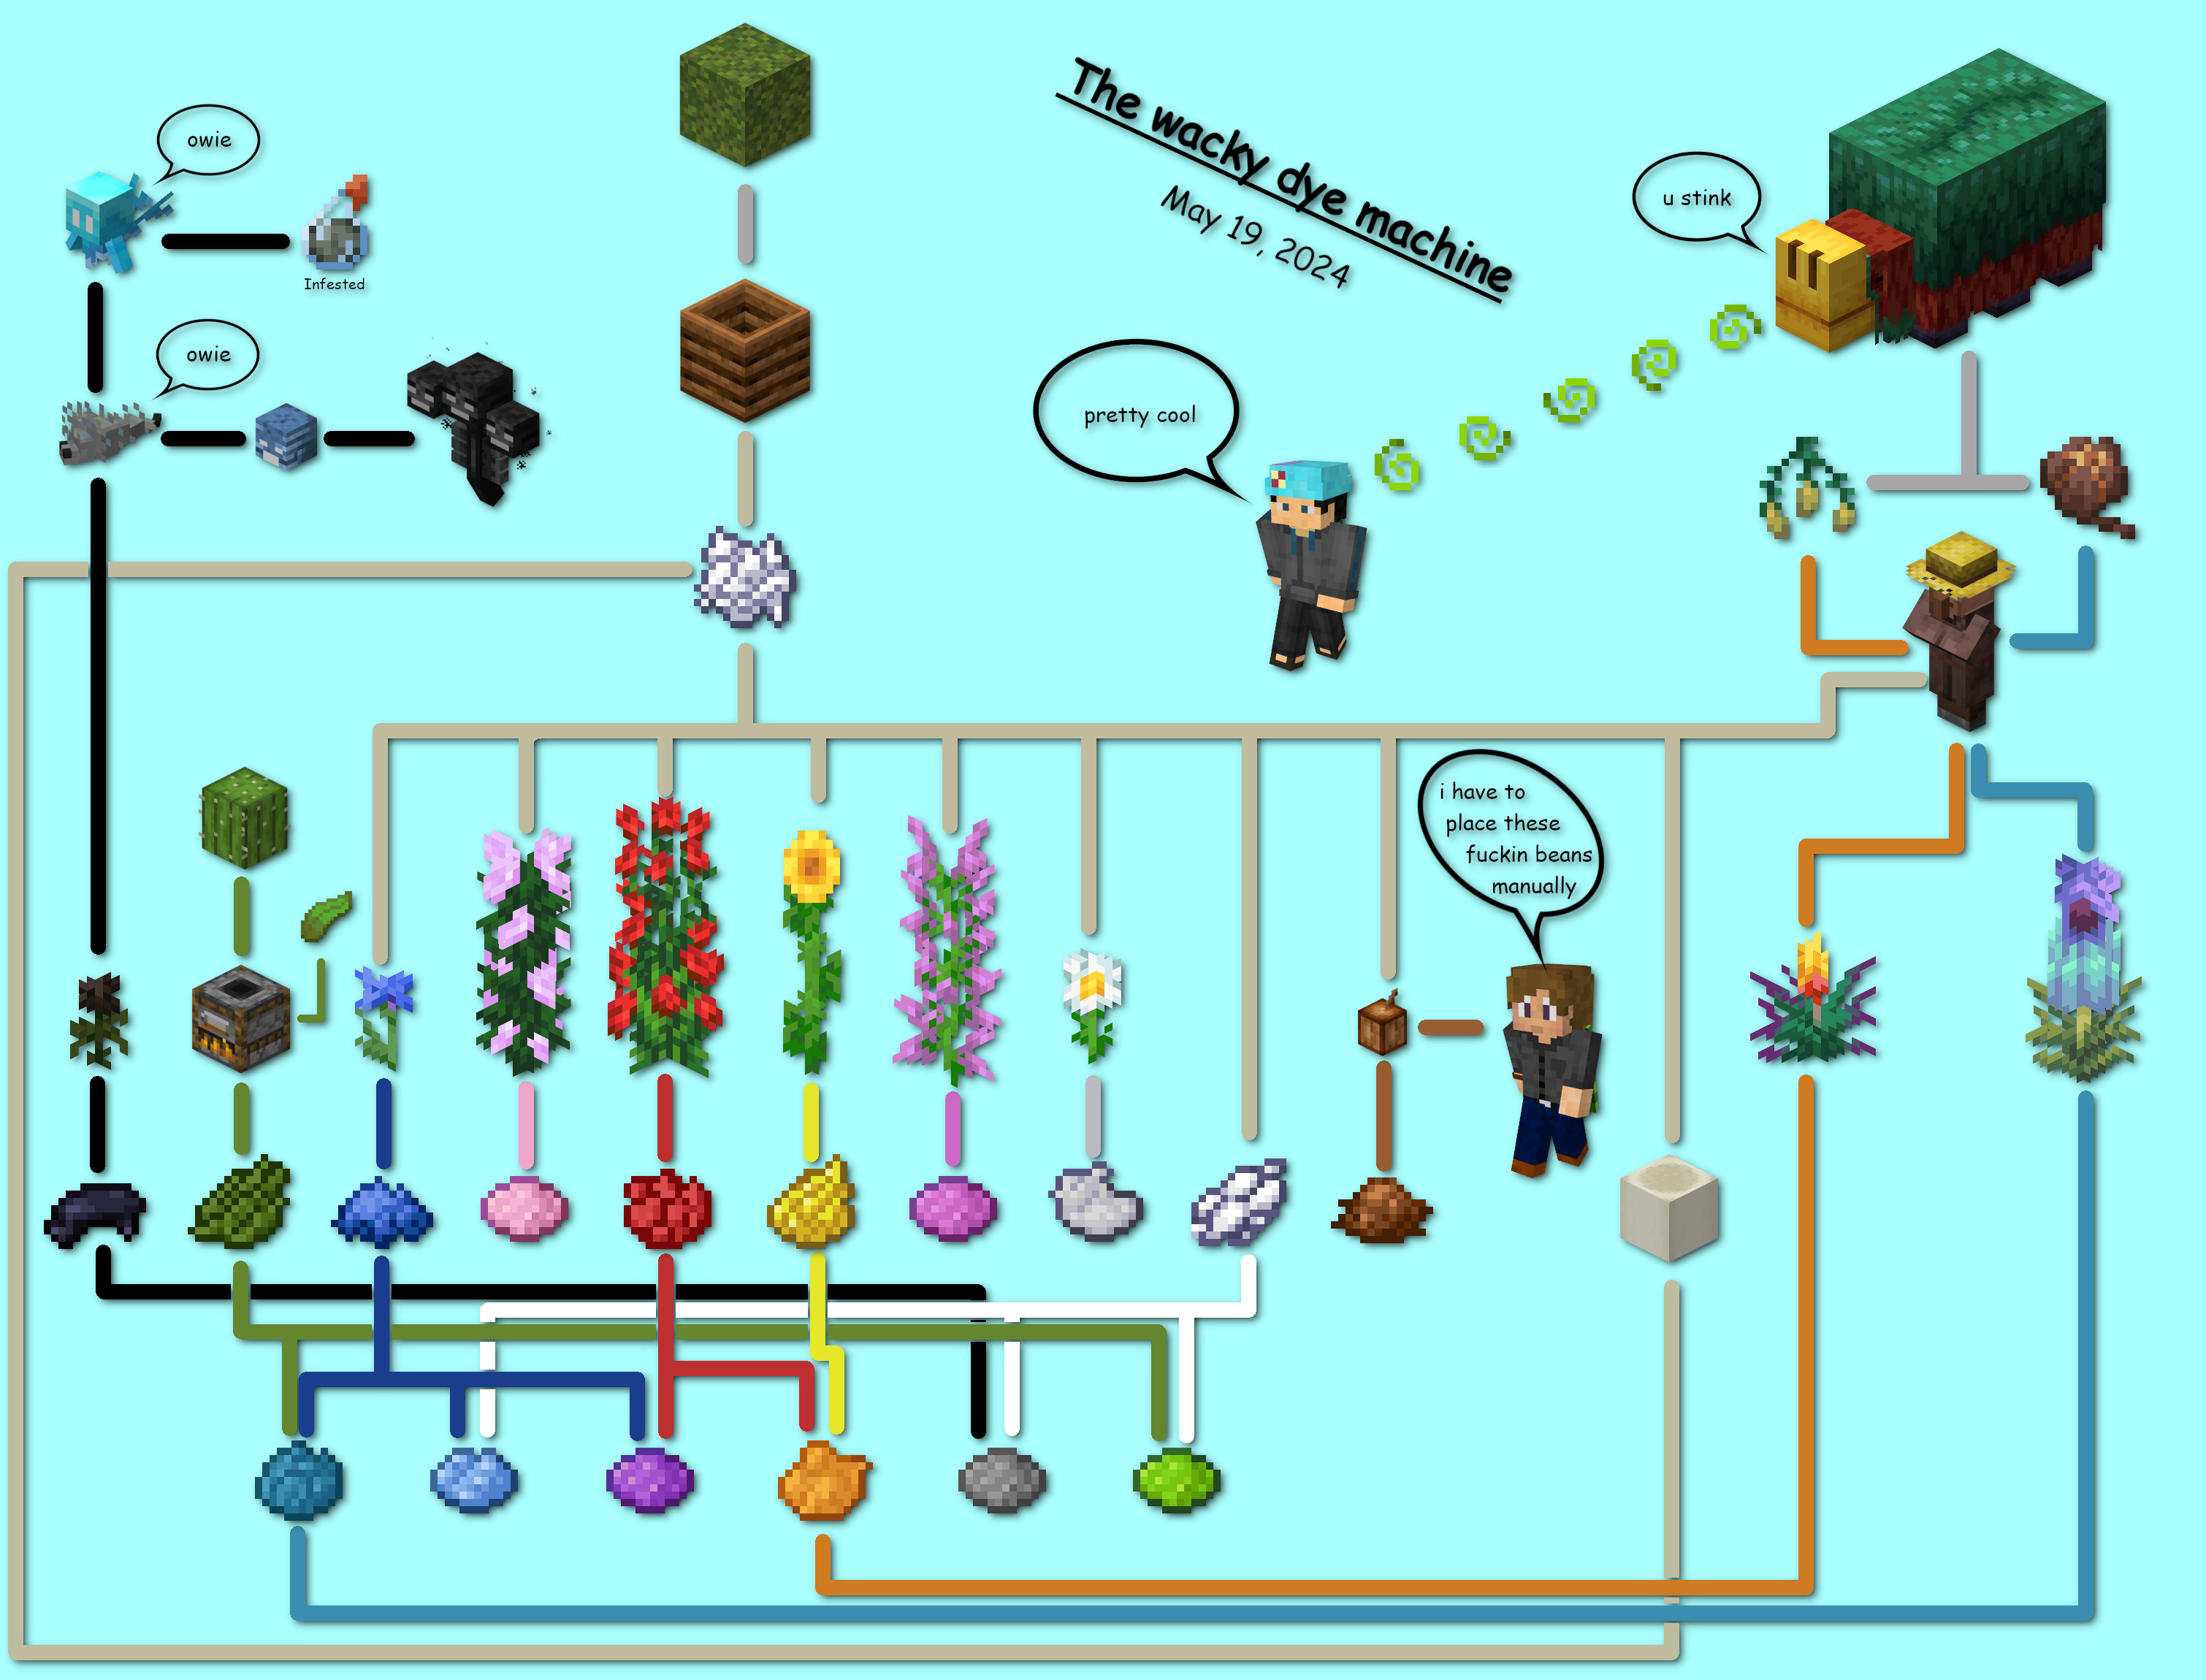 The wacky dye machine
May 19, 2024
owie
u stink
Infested
owie
pretty cool
i have to
place these
fuckin beans
manually